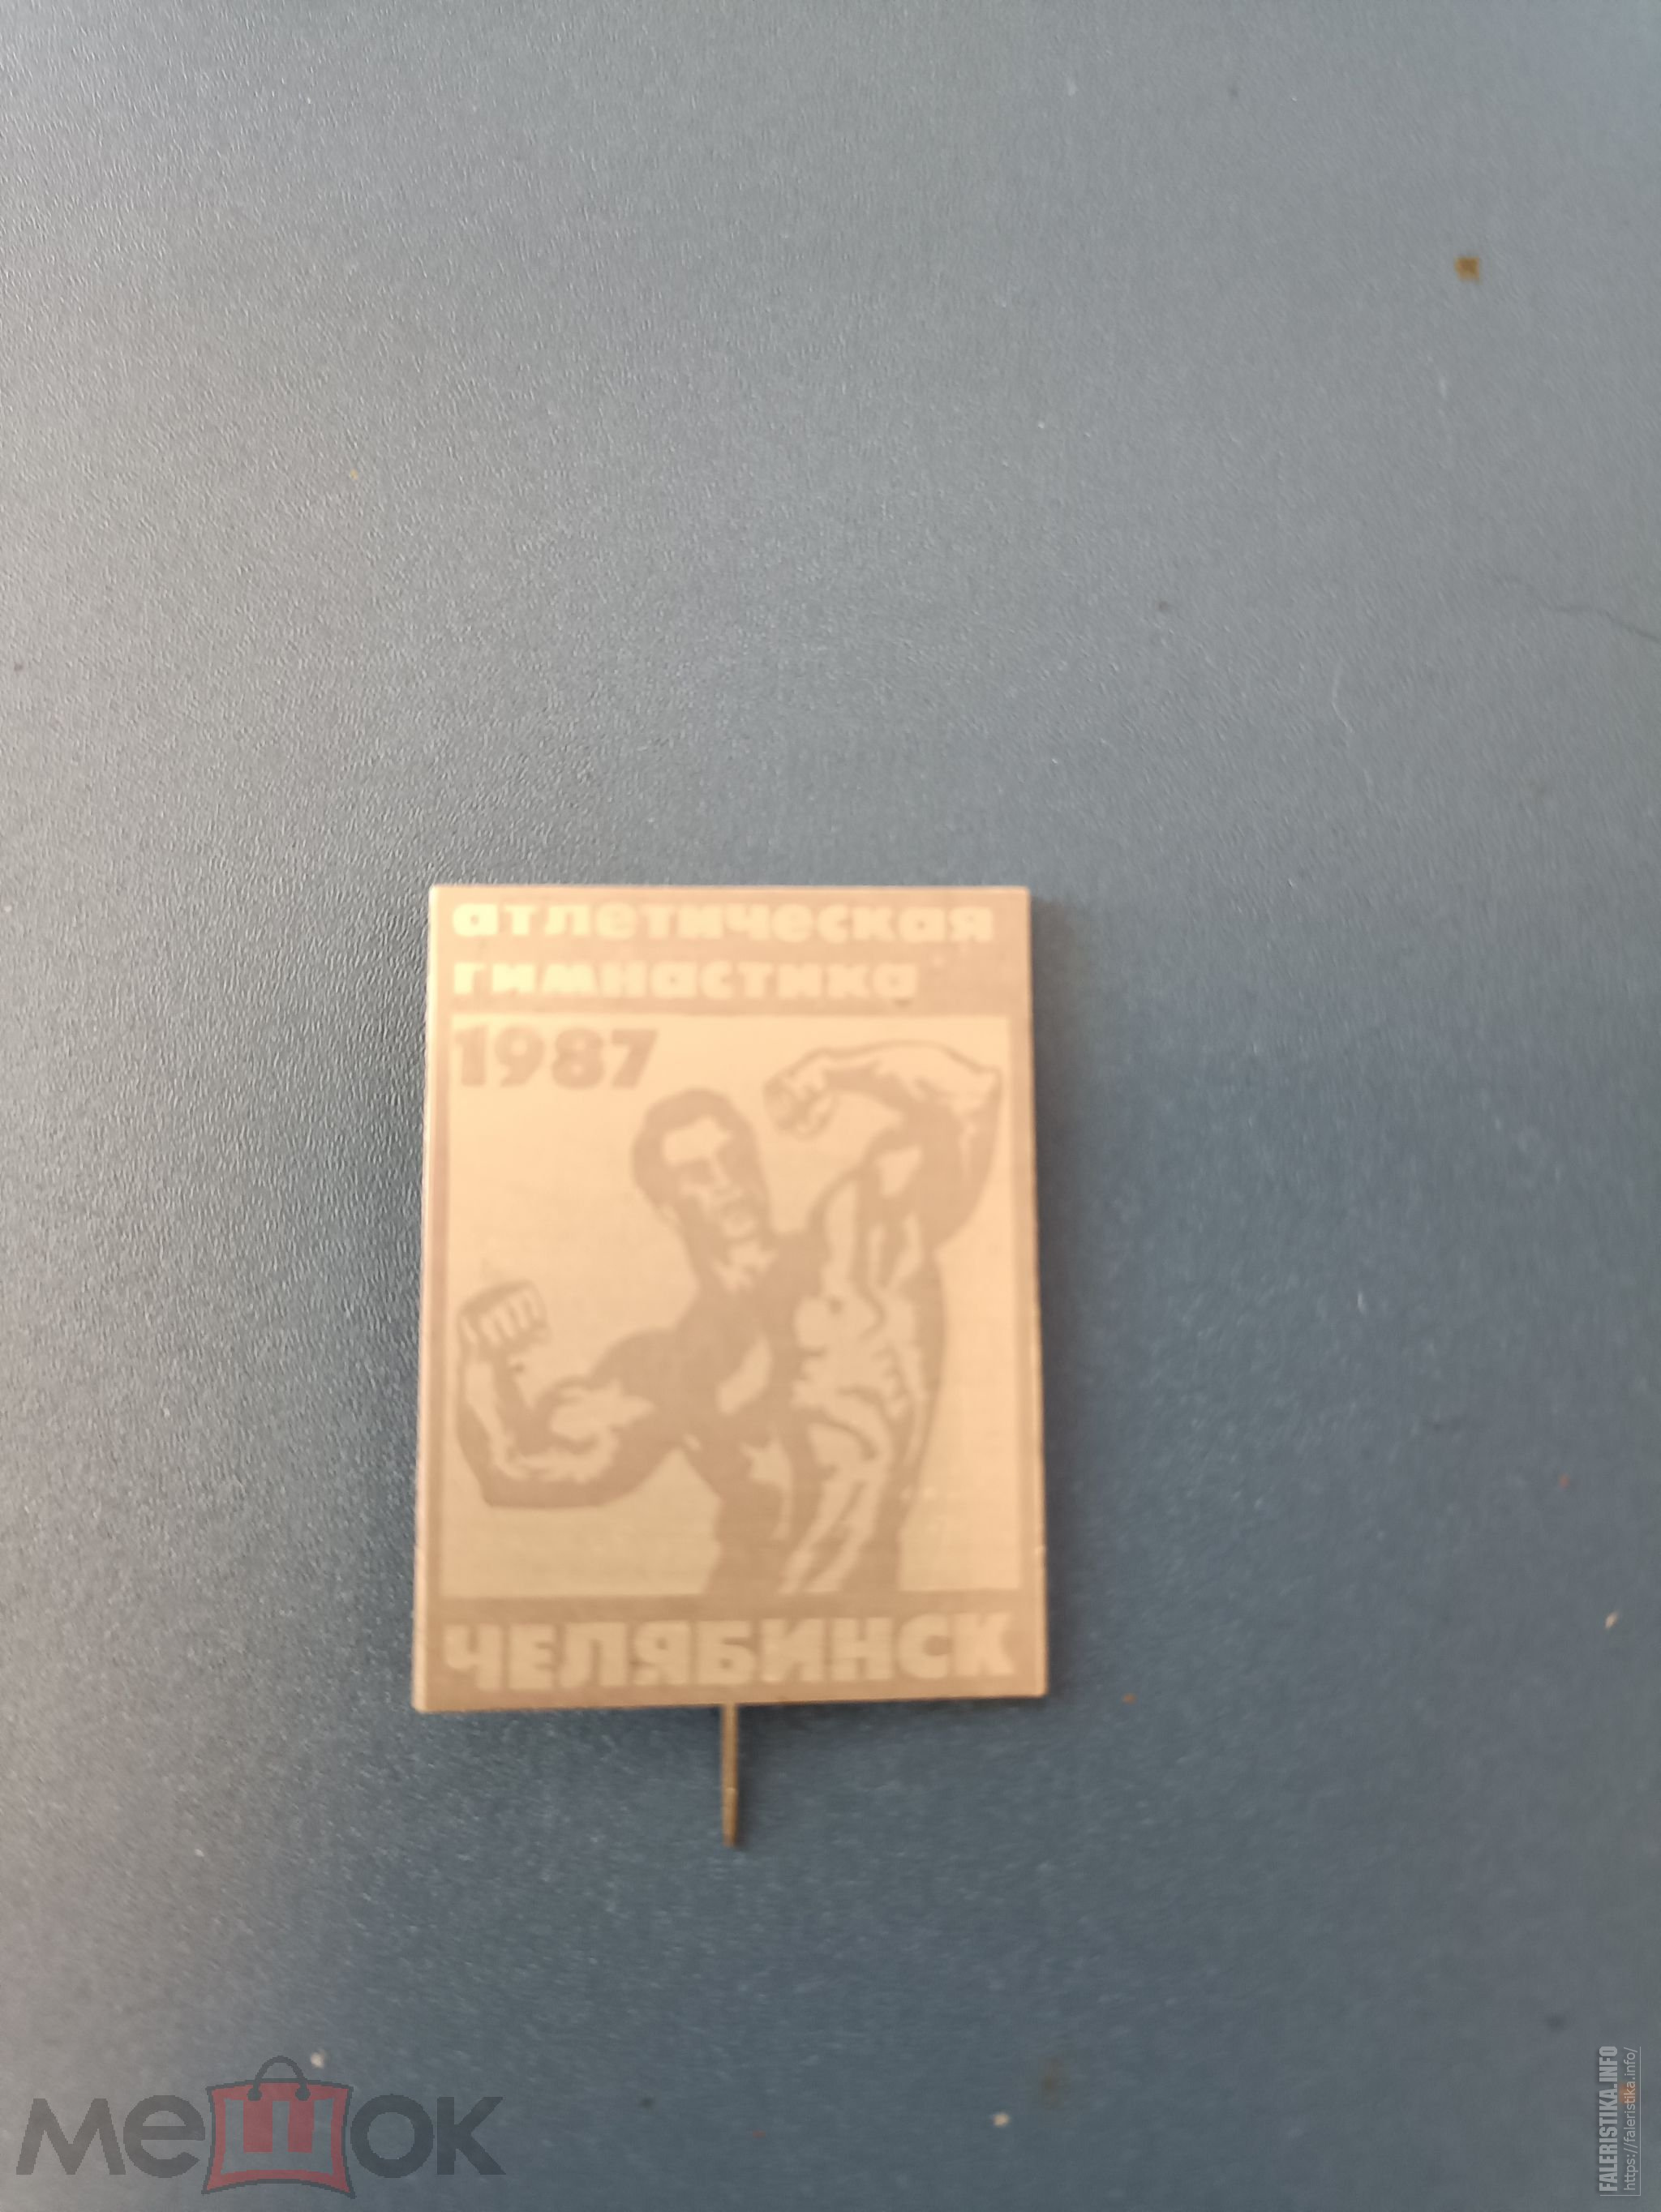 атлетическая
гимнастика
1987
ЧЕЛЯБИНСК
мешок
FALERISTIKA.INFO
https://faleristika.info/